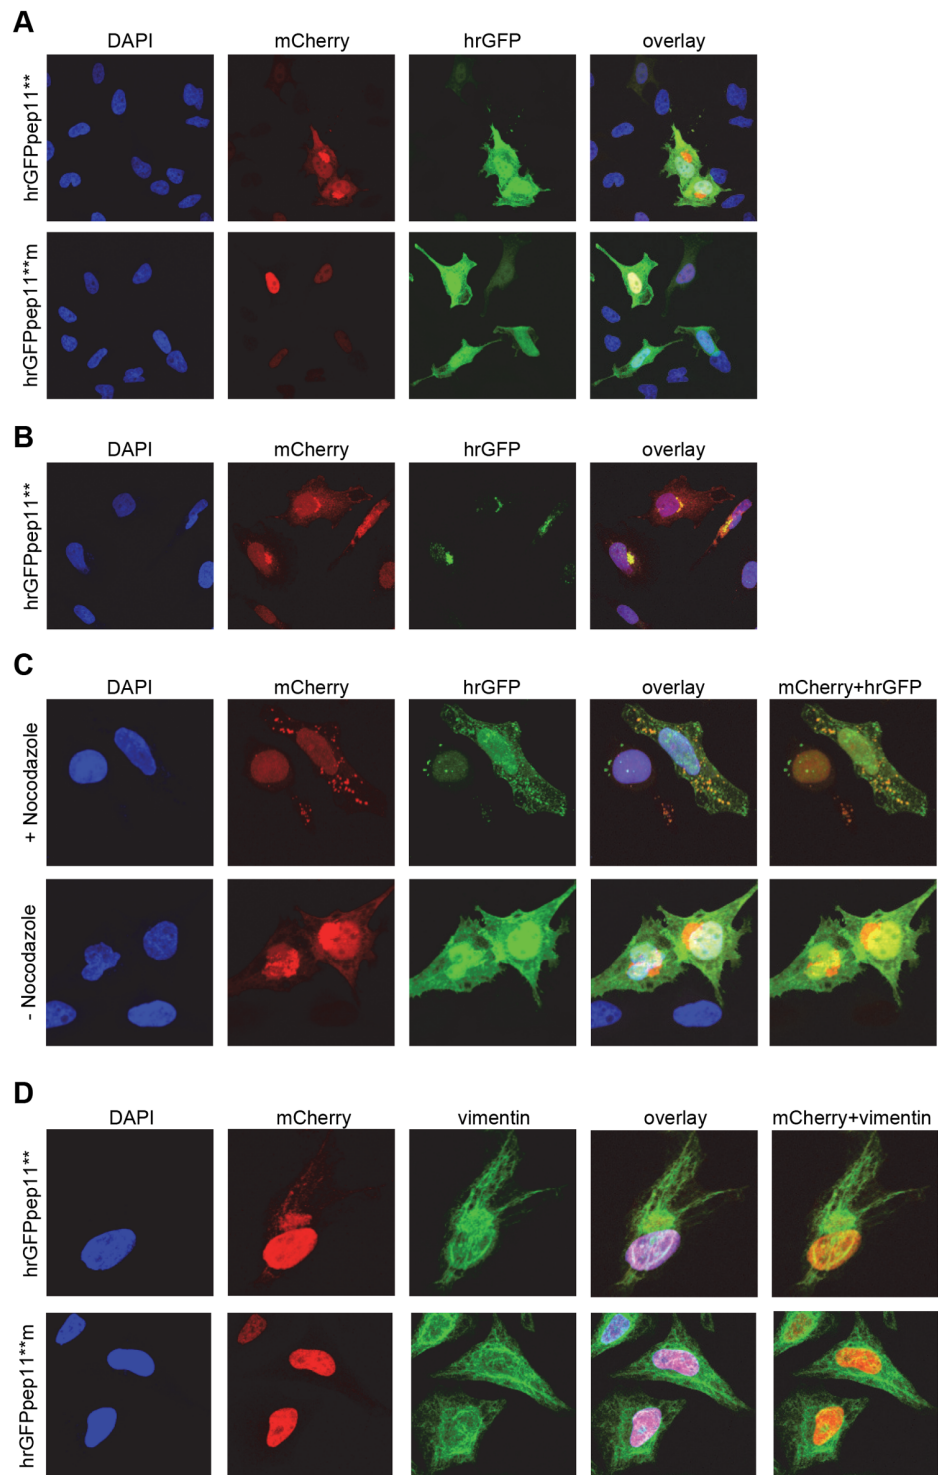 A
DAPI mCherry hrGFP overlay
hrGFPpep11**
hrGFPpep11**m
B
DAPI mCherry hrGFP overlay
hrGFPpep11**
C
DAPI mCherry hrGFP overlay mCherry+hrGFP
+ Nocodazole
- Nocodazole
D
DAPI mCherry vimentin overlay mCherry+vimentin
hrGFPpep11**
hrGFPpep11**m